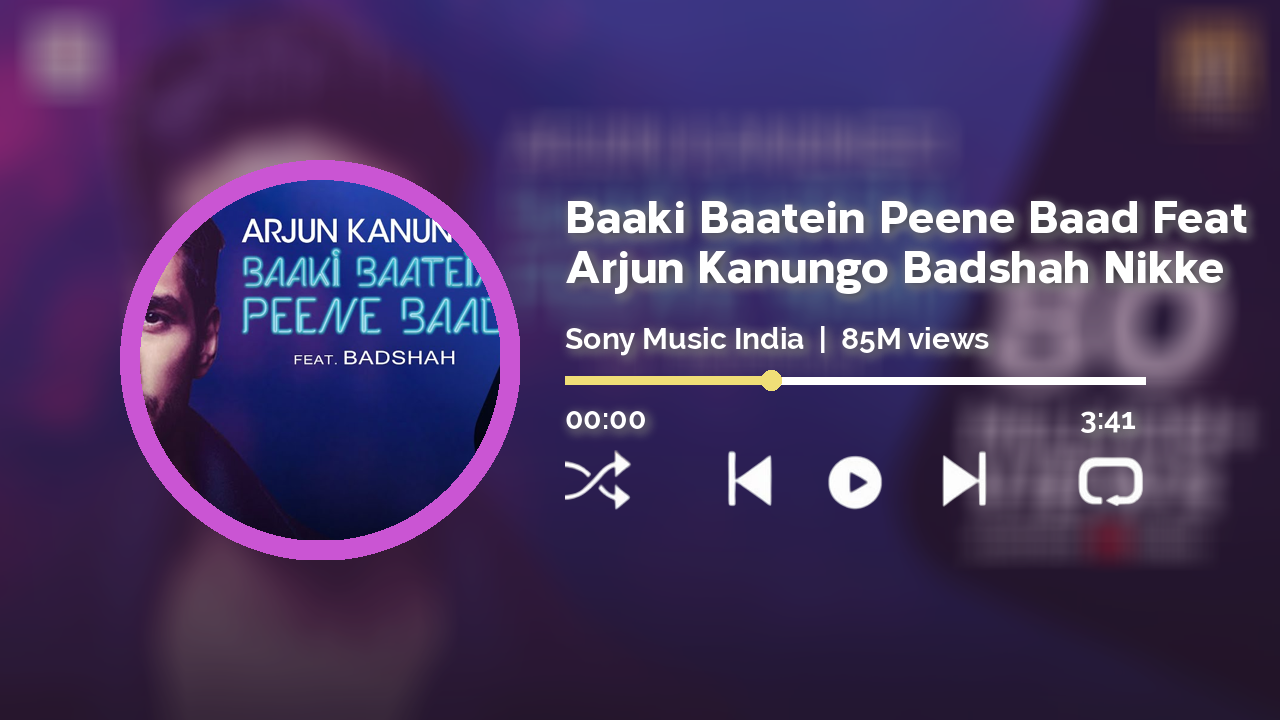 ARJUN KANUN
BAAKI BAATEIN
PEENE BAAD
FEAT. BADSHAH
Baaki Baatein Peene Baad Feat
Arjun Kanungo Badshah Nikke
Sony Music India | 85M views
00:00 3:41